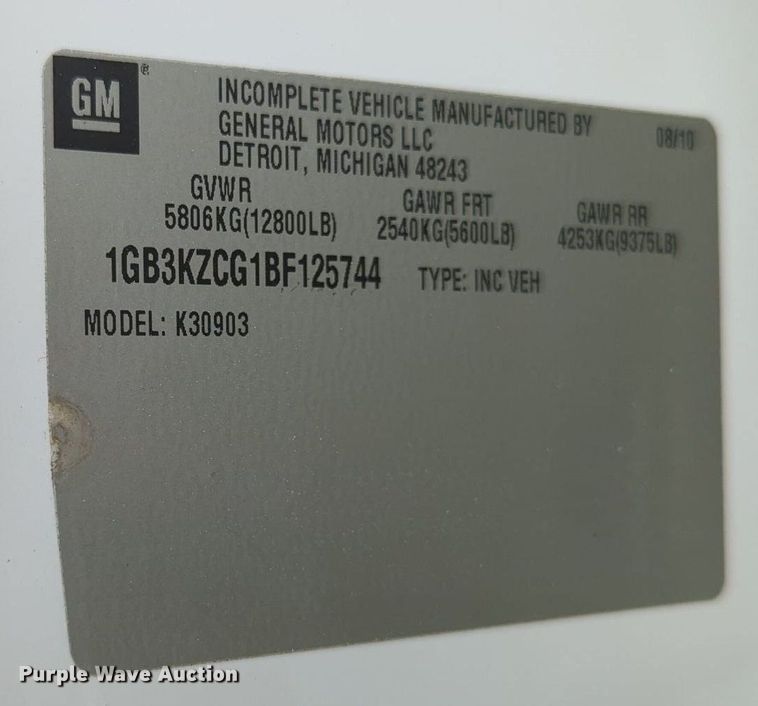 GM®
INCOMPLETE VEHICLE MANUFACTURED BY 08/10
GENERAL MOTORS LLC
DETROIT, MICHIGAN 48243
GVWR GAWR FRT GAWR RR
5806KG(12800LB) 2540KG(5600LB) 4253KG(9375LB)
1GB3KZCG1BF125744 TYPE: INC VEH
MODEL: K30903
Purple Wave Auction